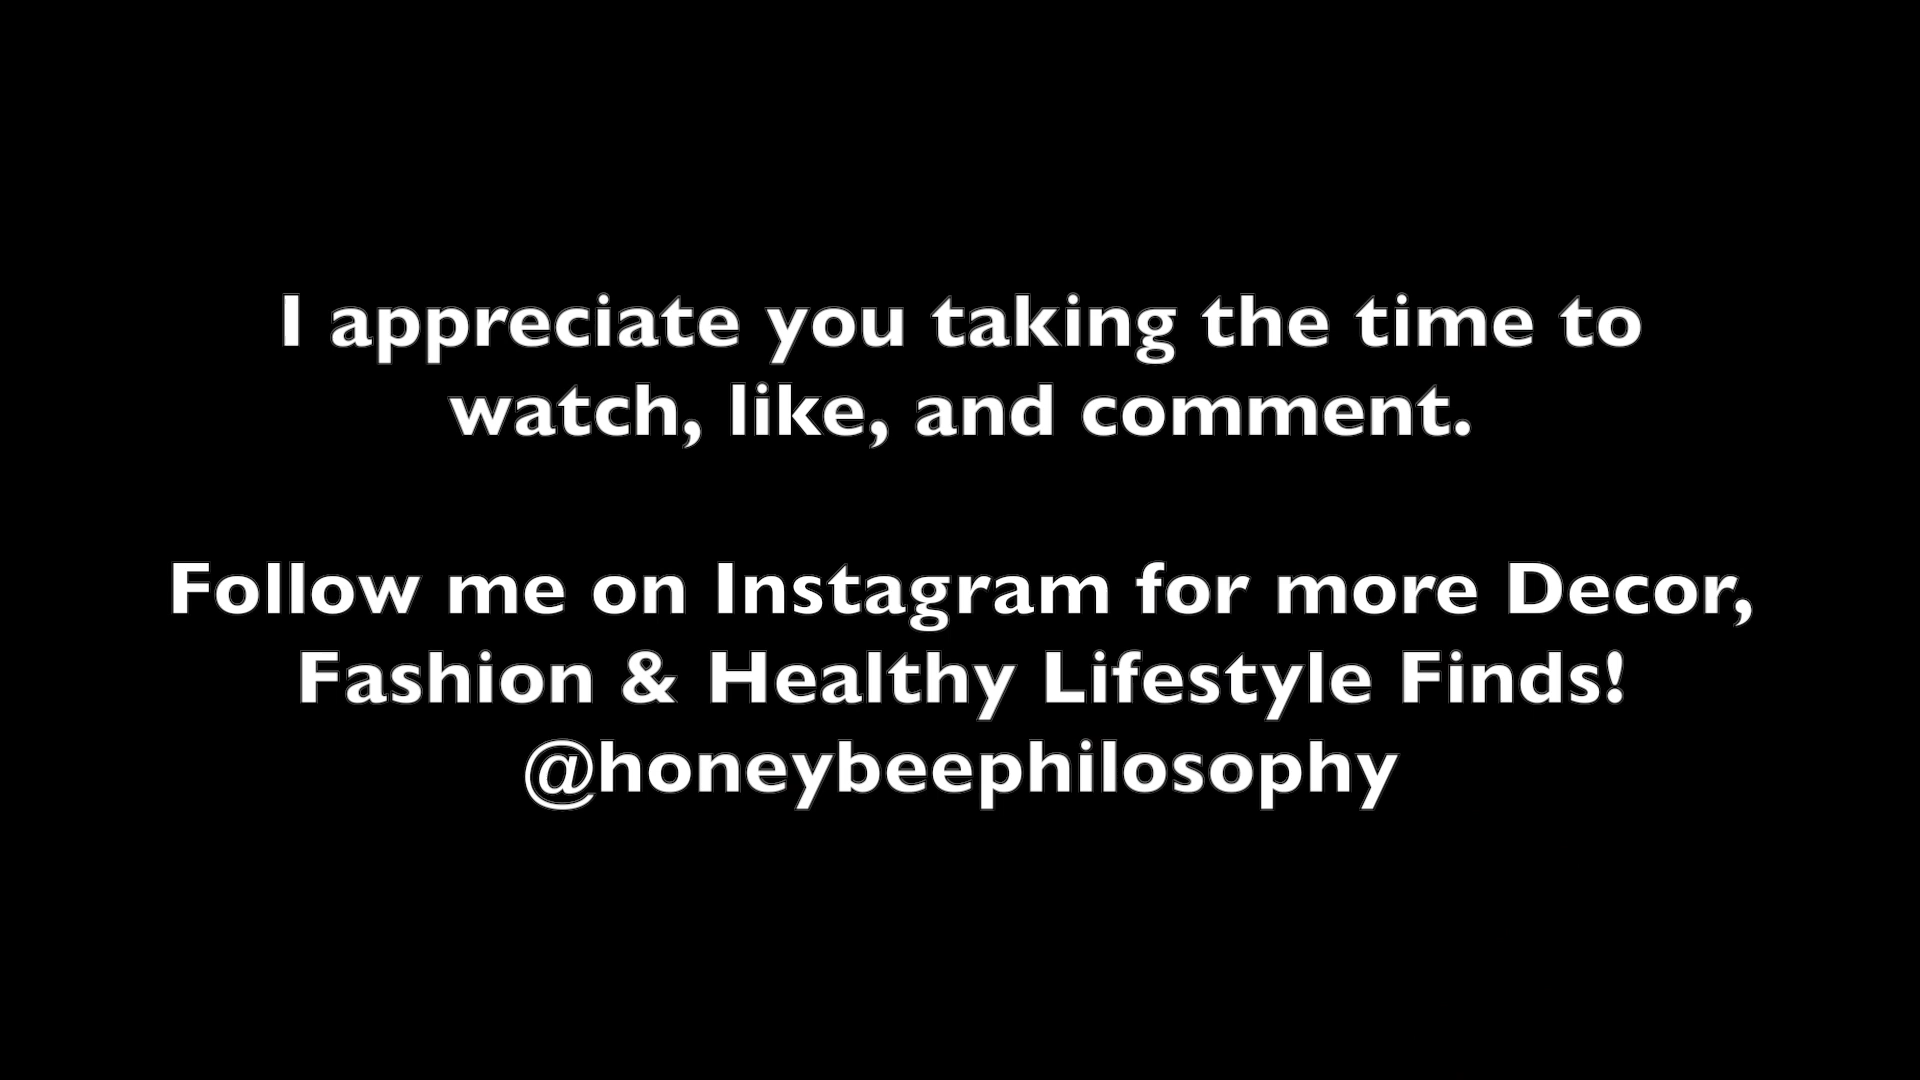 I appreciate you taking the time to
watch, like, and comment.
Follow me on Instagram for more Decor,
Fashion & Healthy Lifestyle Finds!
@honeybeephilosophy